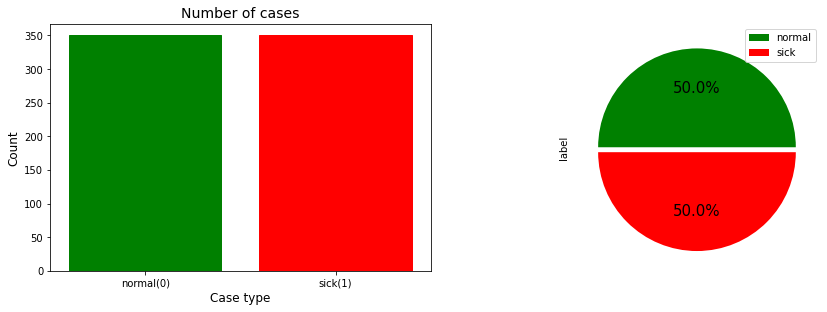 Number of cases
Count
350
300
250
200
150
100
50
0
normal(0)
sick(1)
Case type
normal
sick
label
50.0%
50.0%